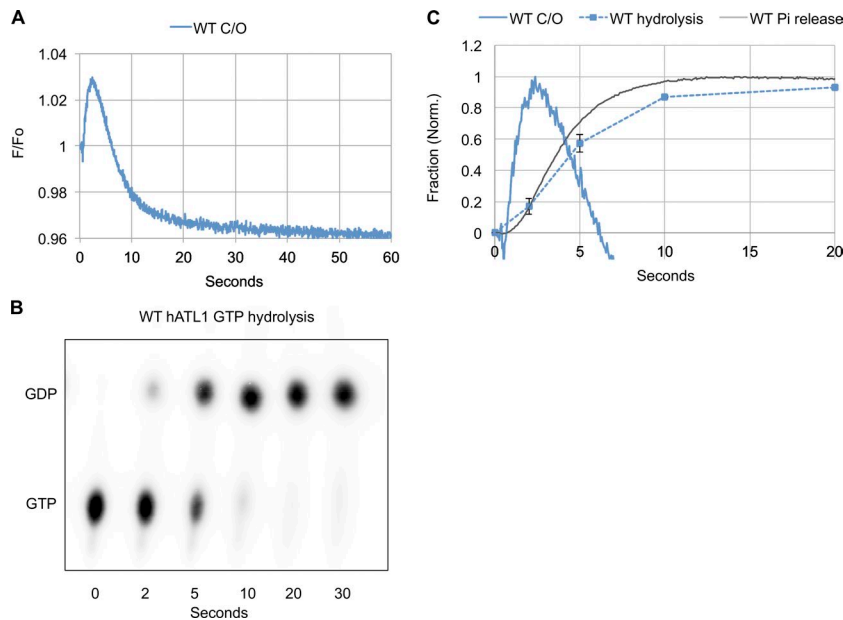 A
WT C/O
1.04
1.02
1
0.98
0.96
F/Fo
0 10 20 30 40 50 60
Seconds
B
WT hATL1 GTP hydrolysis
GDP
GTP
0 2 5 10 20 30
Seconds
C
WT C/O WT hydrolysis WT Pi release
1.2
1
0.8
0.6
0.4
0.2
0
Fraction (Norm.)
0 5 10 15 20
Seconds